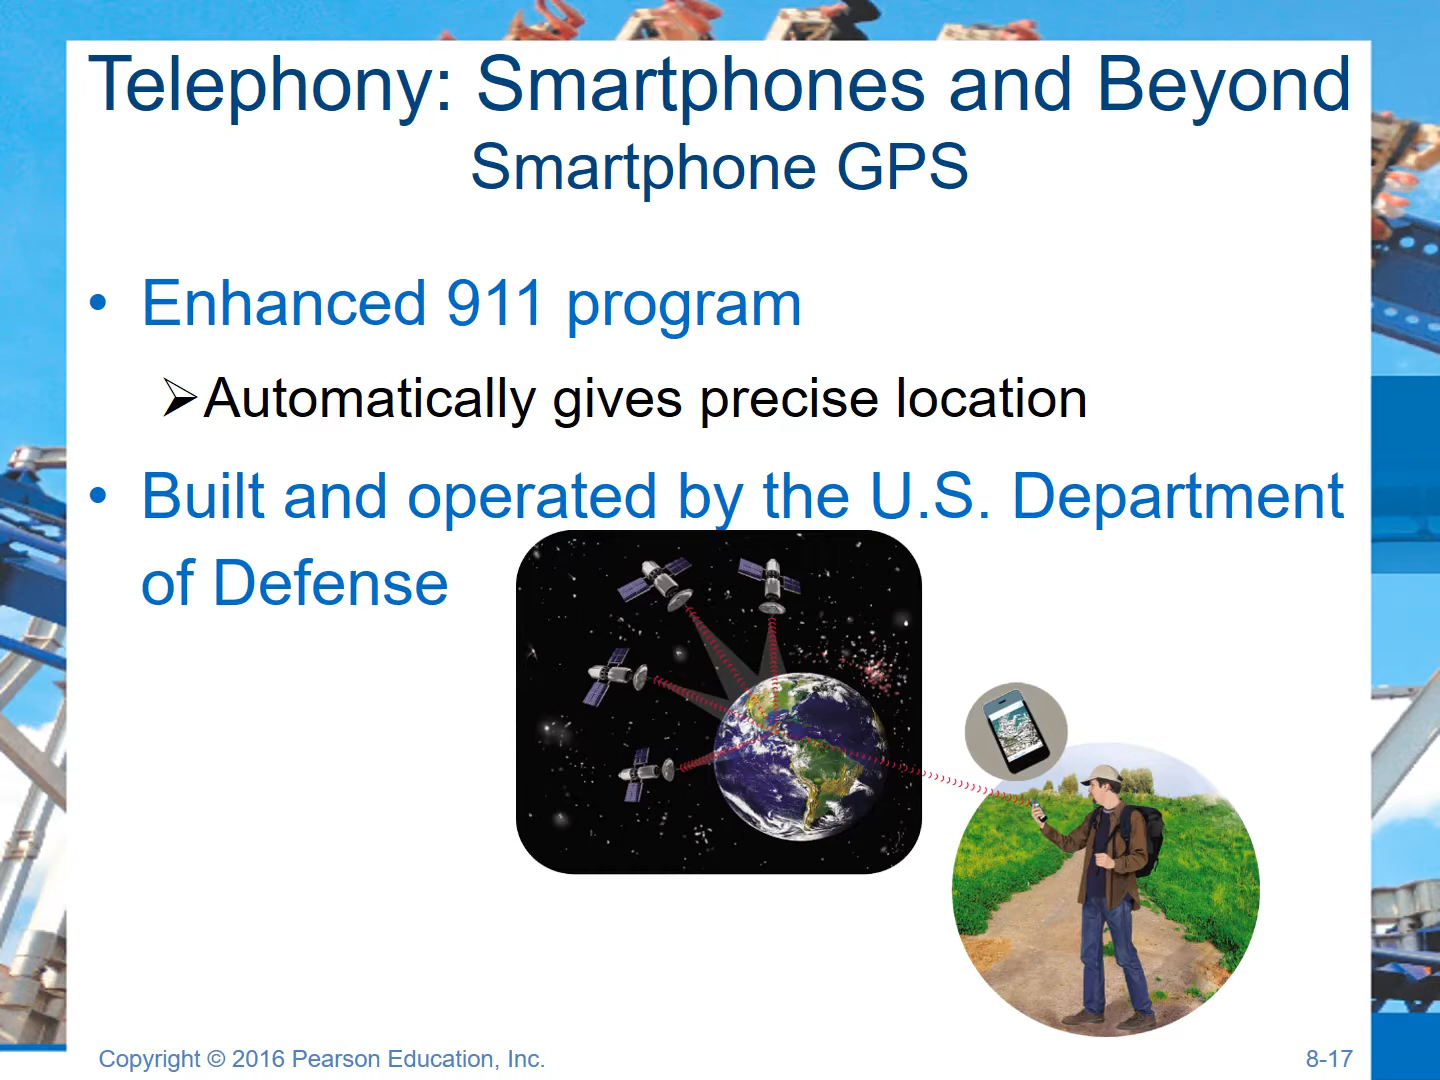 Telephony: Smartphones and Beyond
Smartphone GPS
• Enhanced 911 program
➢Automatically gives precise location
• Built and operated by the U.S. Department
of Defense
Copyright © 2016 Pearson Education, Inc.
8-17